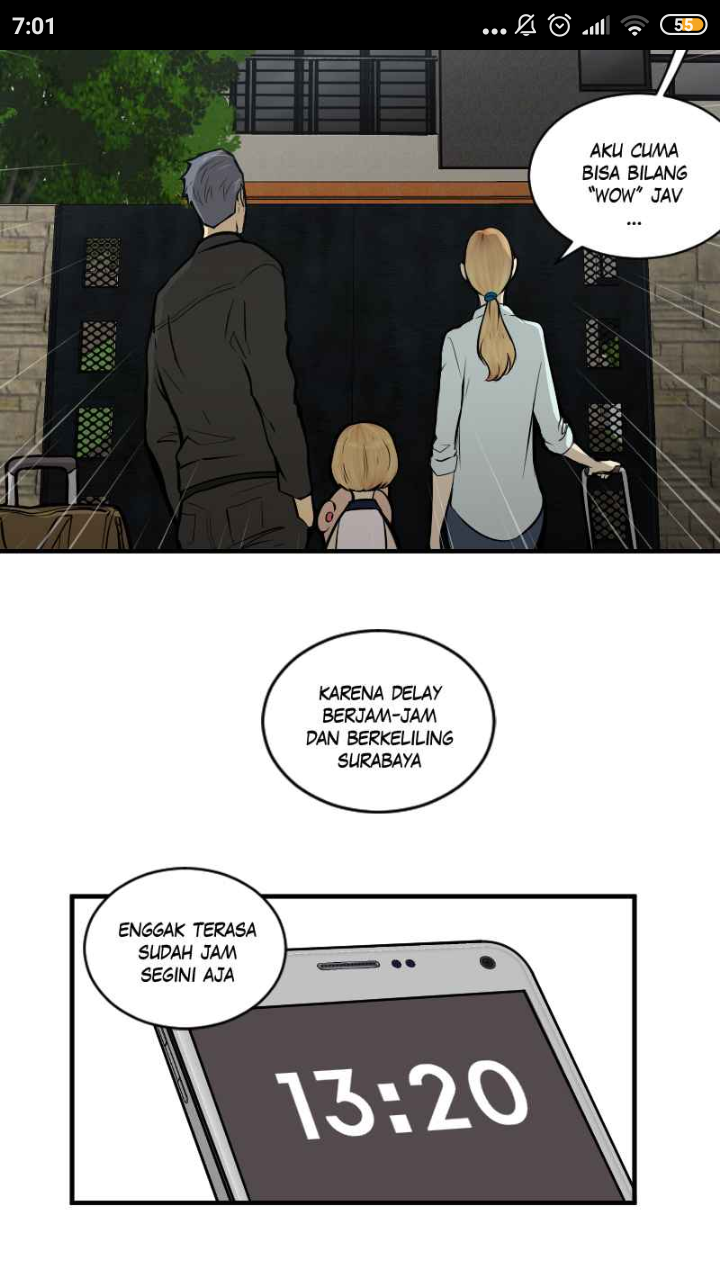 7:01
55
AKU CUMA
BISA BILANG
"WOW" JAV
...
KARENA DELAY
BERJAM-JAM
DAN BERKELILING
SURABAYA
ENGGAK TERASA
SUDAH JAM
SEGINI AJA
13:20